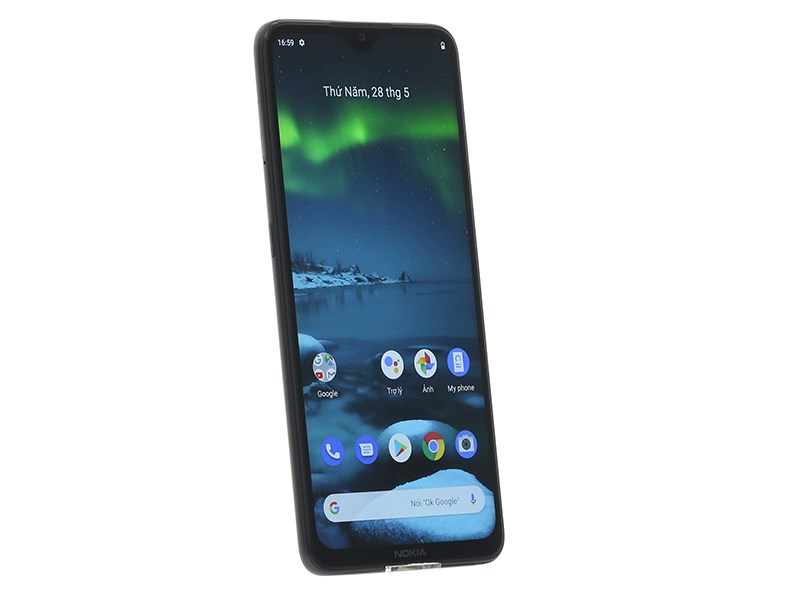 16:59
Thứ Năm, 28 thg 5
Google
Trợ lý
Ảnh
My phone
G
Nói "Ok Google"
NOKIA